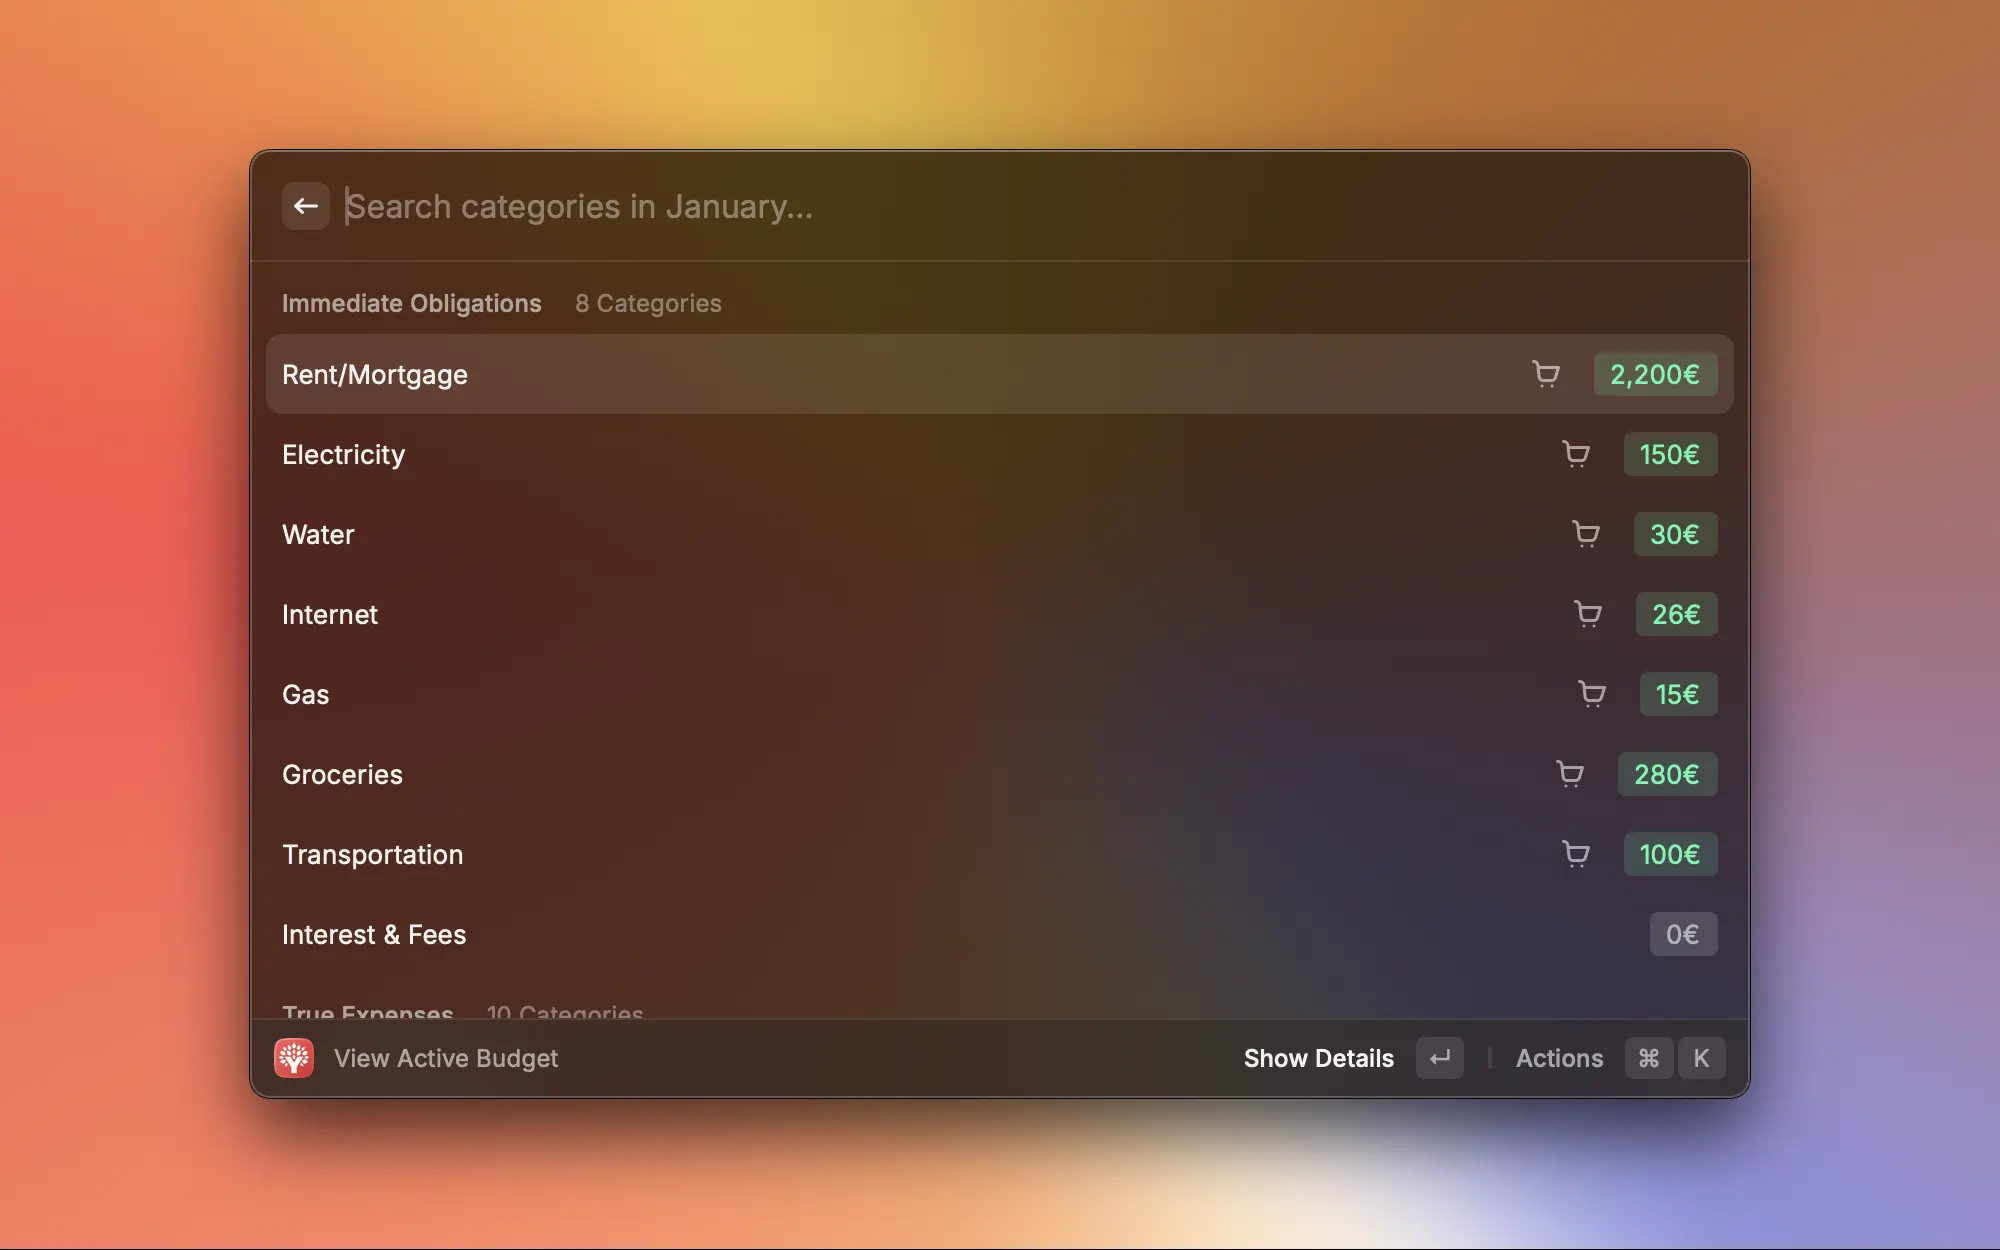 Search categories in January...
Immediate Obligations 8 Categories
Rent/Mortgage 2,200€
Electricity 150€
Water 30€
Internet 26€
Gas 15€
Groceries 280€
Transportation 100€
Interest & Fees 0€
True Expenses 10 Categories
View Active Budget Show Details ↵ Actions ⌘ K